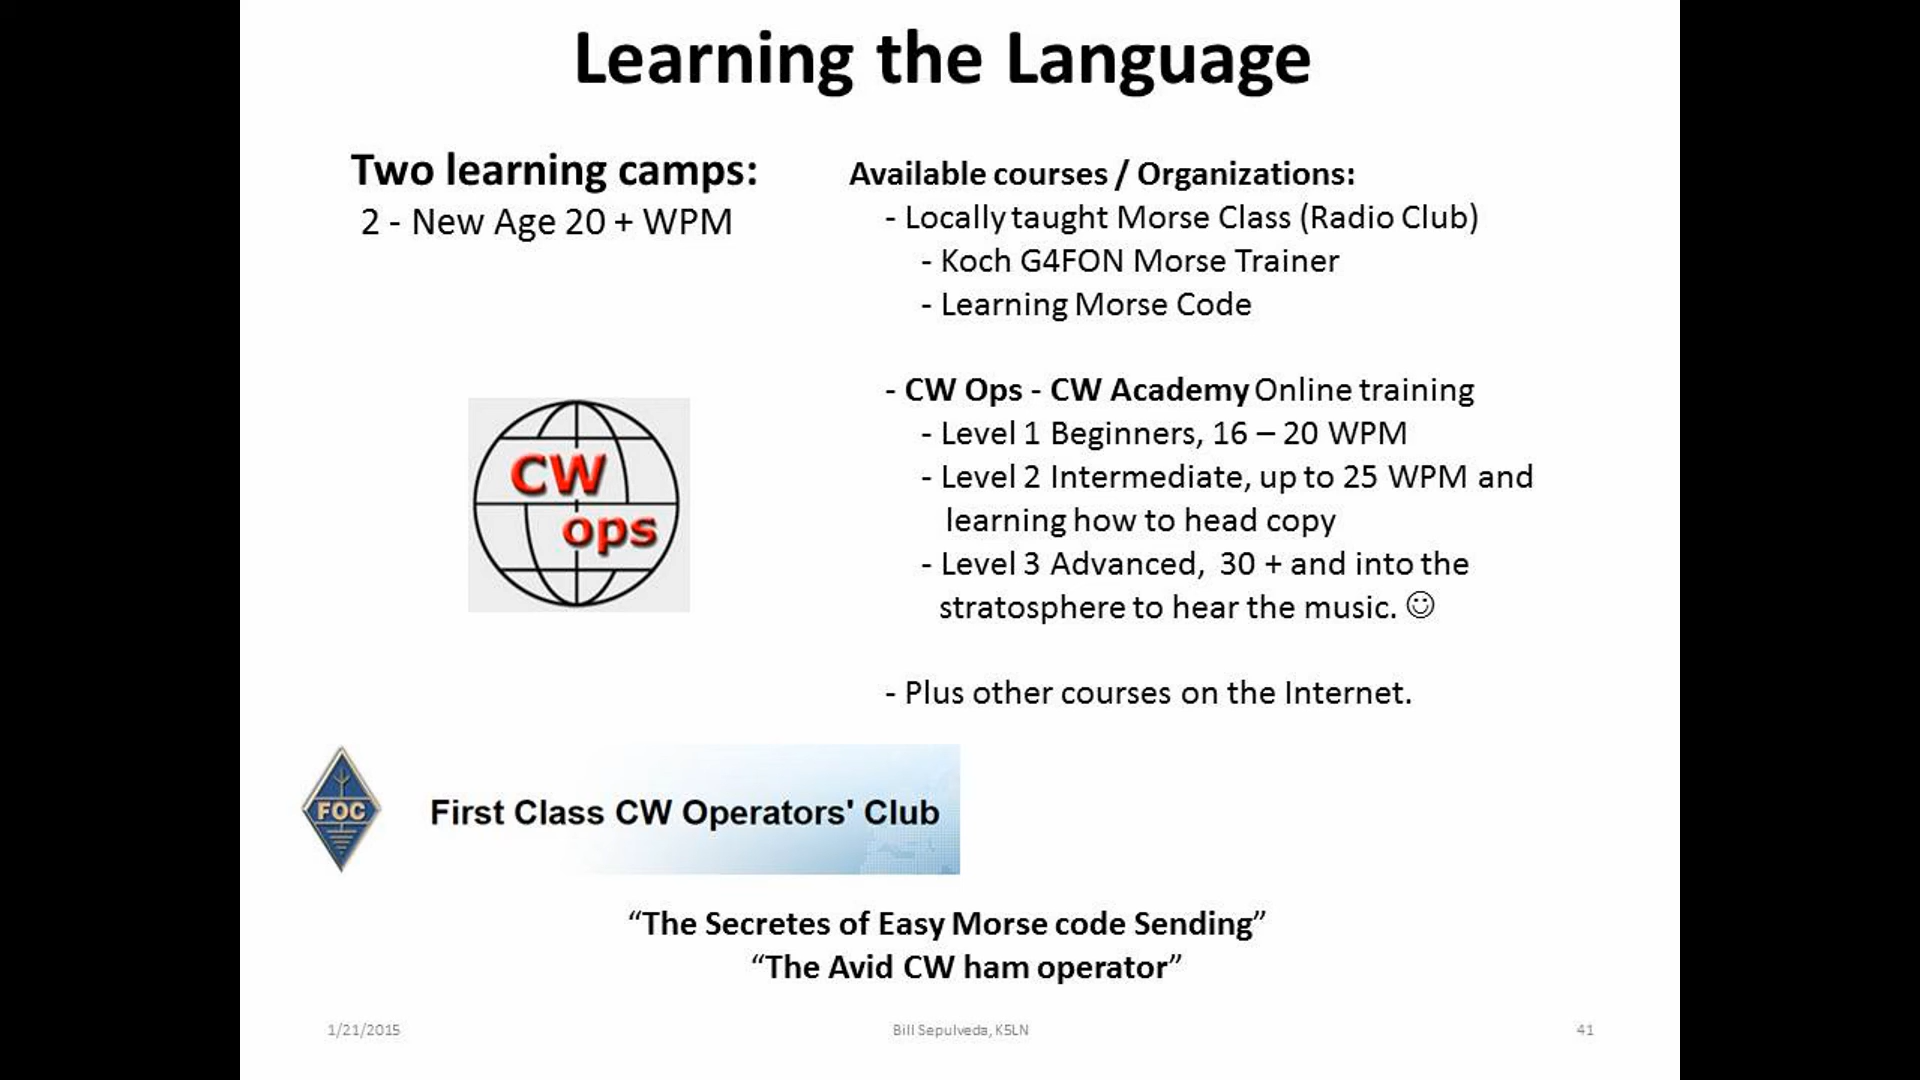 Learning the Language
Two learning camps:
2 - New Age 20 + WPM
Available courses / Organizations:
- Locally taught Morse Class (Radio Club)
- Koch G4FON Morse Trainer
- Learning Morse Code
- CW Ops - CW Academy Online training
- Level 1 Beginners, 16 – 20 WPM
- Level 2 Intermediate, up to 25 WPM and
learning how to head copy
- Level 3 Advanced,  30 + and into the
stratosphere to hear the music. ☺
- Plus other courses on the Internet.
CW
ops
FOC
First Class CW Operators' Club
“The Secretes of Easy Morse code Sending”
“The Avid CW ham operator”
1/21/2015
Bill Sepulveda, K5LN
41